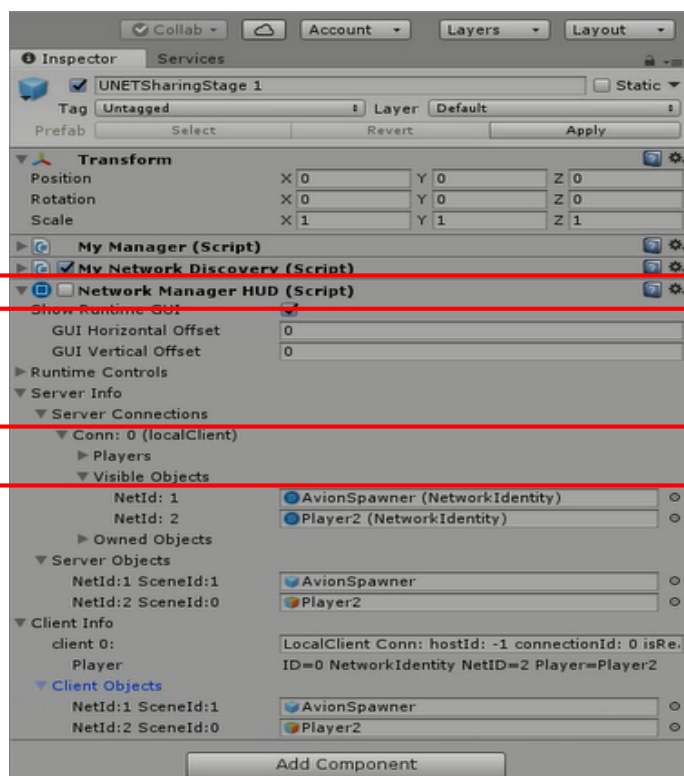 Collab Account Layers Layout
Inspector Services
UNETSharingStage 1 Static
Tag Untagged Layer Default
Prefab Select Revert Apply
Transform
Position X 0 Y 0 Z 0
Rotation X 0 Y 0 Z 0
Scale X 1 Y 1 Z 1
My Manager (Script)
My Network Discovery (Script)
Network Manager HUD (Script)
Show Runtime GUI
GUI Horizontal Offset 0
GUI Vertical Offset 0
Runtime Controls
Server Info
Server Connections
Conn: 0 (localClient)
Players
Visible Objects
NetId: 1 AvionSpawner (NetworkIdentity)
NetId: 2 Player2 (NetworkIdentity)
Owned Objects
Server Objects
NetId:1 SceneId:1 AvionSpawner
NetId:2 SceneId:0 Player2
Client Info
client 0: LocalClient Conn: hostId: -1 connectionId: 0 isRe
Player ID=0 NetworkIdentity NetID=2 Player=Player2
Client Objects
NetId:1 SceneId:1 AvionSpawner
NetId:2 SceneId:0 Player2
Add Component